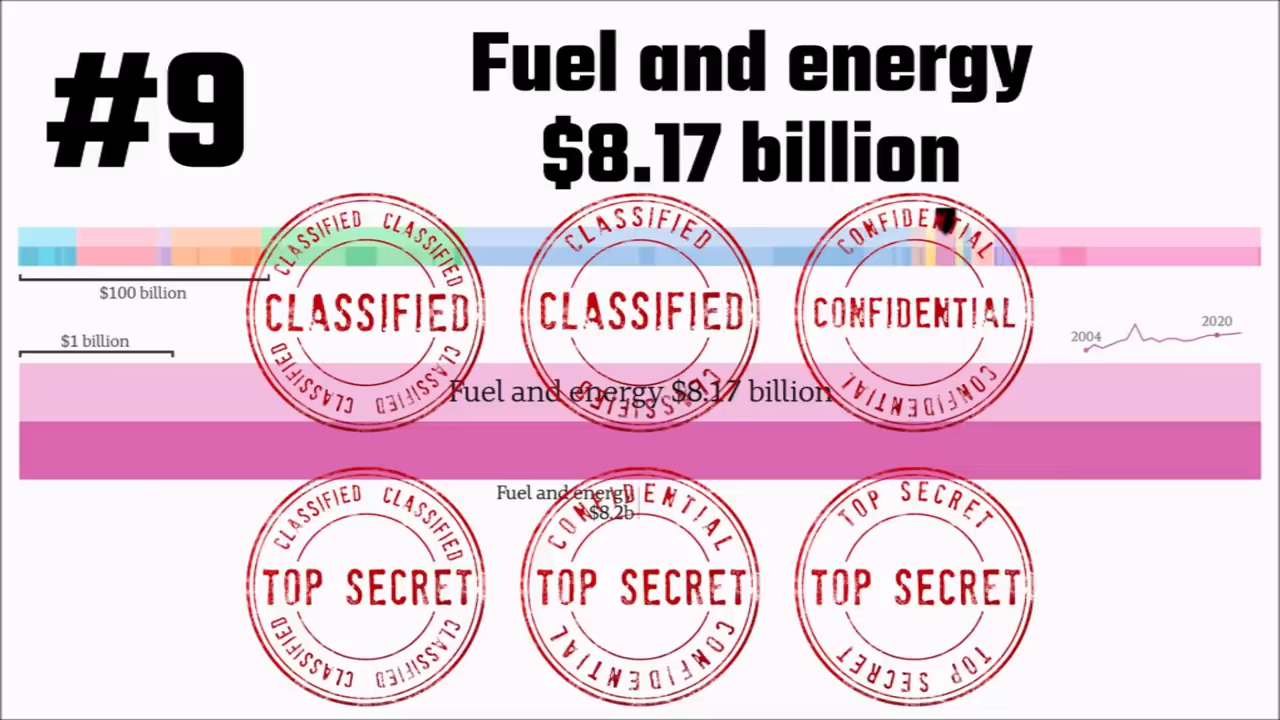 #9
Fuel and energy
$8.17 billion
CLASSIFIED CLASSIFIED
CLASSIFIED
CLASSIFIED CLASSIFIED
CLASSIFIED
CLASSIFIED
CLASSIFIED
CONFIDENTIAL
CONFIDENTIAL
CONFIDENTIAL
$100 billion
$1 billion
2004
2020
Fuel and energy $8.17 billion
Fuel and energy
$8.2b
CLASSIFIED CLASSIFIED
TOP SECRET
CLASSIFIED CLASSIFIED
CONFIDENTIAL
TOP SECRET
CONFIDENTIAL
TOP SECRET
TOP SECRET
TOP SECRET